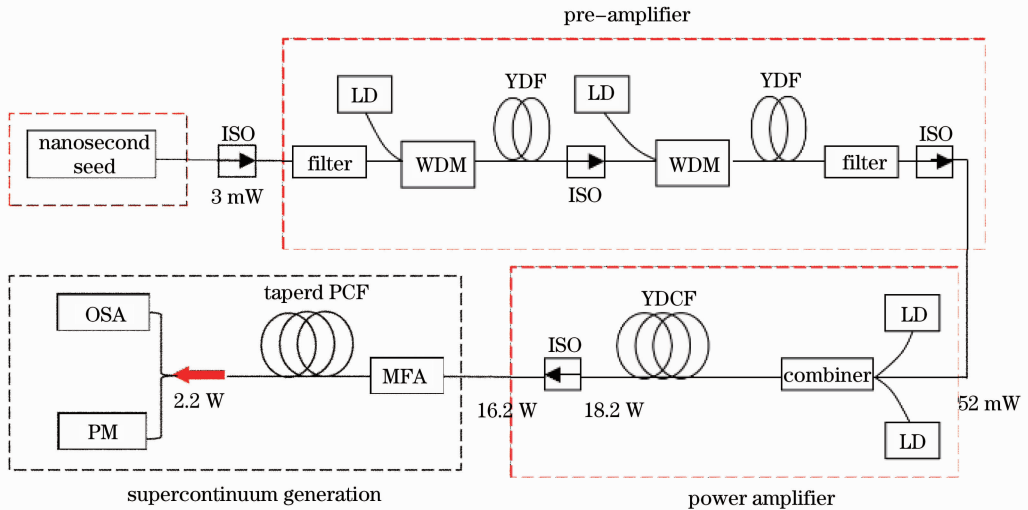 pre-amplifier
LD
YDF
LD
YDF
nanosecond
seed
ISO
filter
WDM
ISO
WDM
filter
ISO
3 mW
OSA
taperd PCF
MFA
2.2 W
PM
supercontinuum generation
ISO
YDCF
LD
combiner
16.2 W
18.2 W
52 mW
LD
power amplifier